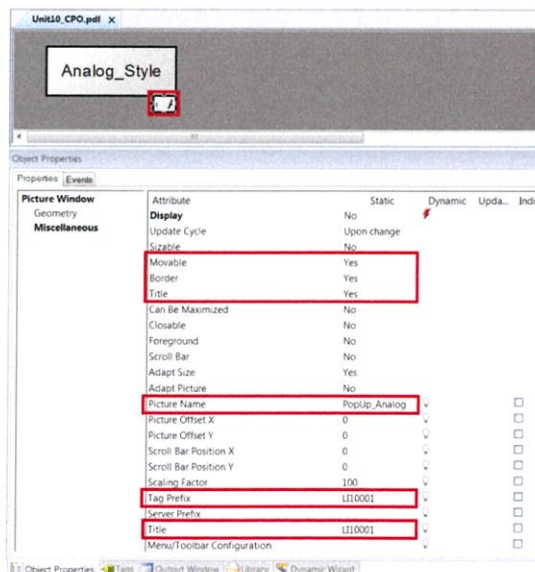 Unit10_CPO.pdl x
Analog_Style
Object Properties
Properties Events
Picture Window
Geometry
Miscellaneous
Attribute Static Dynamic Upda... Indi
Display No
Update Cycle Upon change
Sizable No
Movable Yes
Border Yes
Title Yes
Can Be Maximized No
Closable No
Foreground No
Scroll Bar No
Adapt Size Yes
Adapt Picture No
Picture Name PopUp_Analog
Picture Offset X 0
Picture Offset Y 0
Scroll Bar Position X 0
Scroll Bar Position Y 0
Scaling Factor 100
Tag Prefix LI10001
Server Prefix
Title LI10001
Menu/Toolbar Configuration
Object Properties Tags Output Window Library Dynamic Wizard